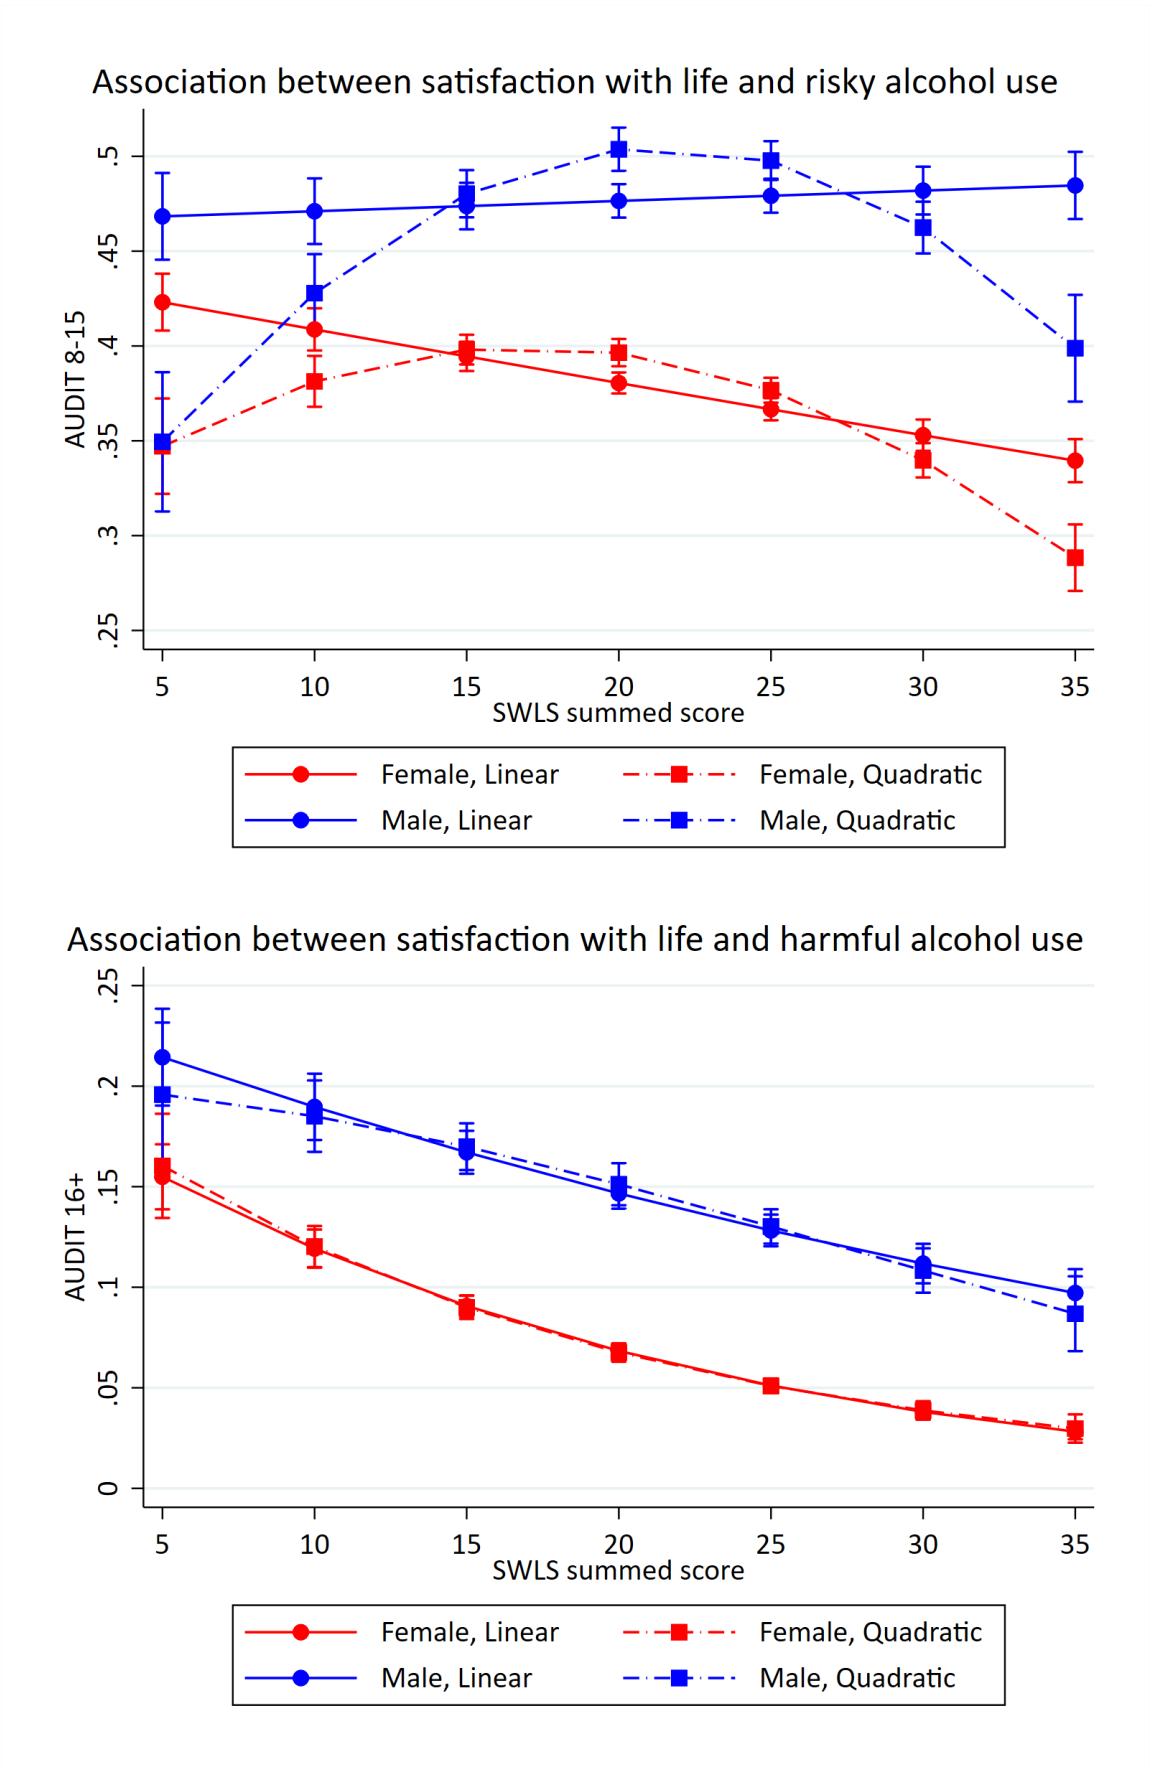 Association between satisfaction with life and risky alcohol use
.5
.45
.4
.35
.3
.25
AUDIT 8-15
5 10 15 20 25 30 35
SWLS summed score
Female, Linear Female, Quadratic
Male, Linear Male, Quadratic
Association between satisfaction with life and harmful alcohol use
.25
.2
.15
.1
.05
0
AUDIT 16+
5 10 15 20 25 30 35
SWLS summed score
Female, Linear Female, Quadratic
Male, Linear Male, Quadratic